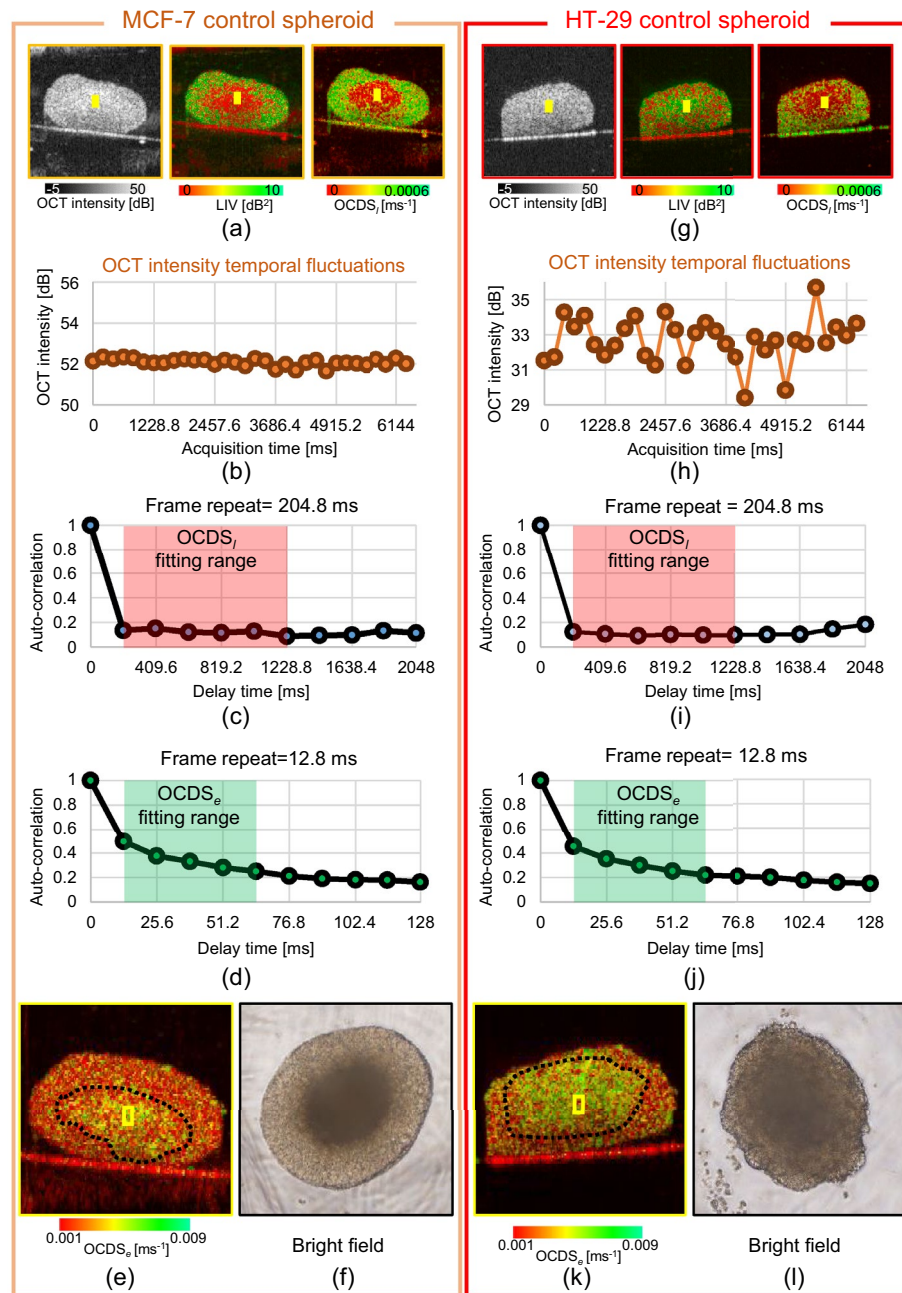 MCF-7 control spheroid
-5 50
OCT intensity [dB]
0 10
LIV [dB²]
0 0.0006
OCDSₗ [ms⁻¹]
(a)
OCT intensity temporal fluctuations
OCT intensity [dB]
56
54
52
50
0 1228.8 2457.6 3686.4 4915.2 6144
Acquisition time [ms]
(b)
Frame repeat= 204.8 ms
OCDSₗ
fitting range
Auto-correlation
1
0.8
0.6
0.4
0.2
0
0 409.6 819.2 1228.8 1638.4 2048
Delay time [ms]
(c)
Frame repeat=12.8 ms
OCDSₑ
fitting range
Auto-correlation
1
0.8
0.6
0.4
0.2
0
0 25.6 51.2 76.8 102.4 128
Delay time [ms]
(d)
0.001 0.009
OCDSₑ [ms⁻¹]
(e)
Bright field
(f)
HT-29 control spheroid
-5 50
OCT intensity [dB]
0 10
LIV [dB²]
0 0.0006
OCDSₗ [ms⁻¹]
(g)
OCT intensity temporal fluctuations
OCT intensity [dB]
35
33
31
29
0 1228.8 2457.6 3686.4 4915.2 6144
Acquisition time [ms]
(h)
Frame repeat = 204.8 ms
OCDSₗ
fitting range
Auto-correlation
1
0.8
0.6
0.4
0.2
0
0 409.6 819.2 1228.8 1638.4 2048
Delay time [ms]
(i)
Frame repeat= 12.8 ms
OCDSₑ
fitting range
Auto-correlation
1
0.8
0.6
0.4
0.2
0
0 25.6 51.2 76.8 102.4 128
Delay time [ms]
(j)
0.001 0.009
OCDSₑ [ms⁻¹]
(k)
Bright field
(l)